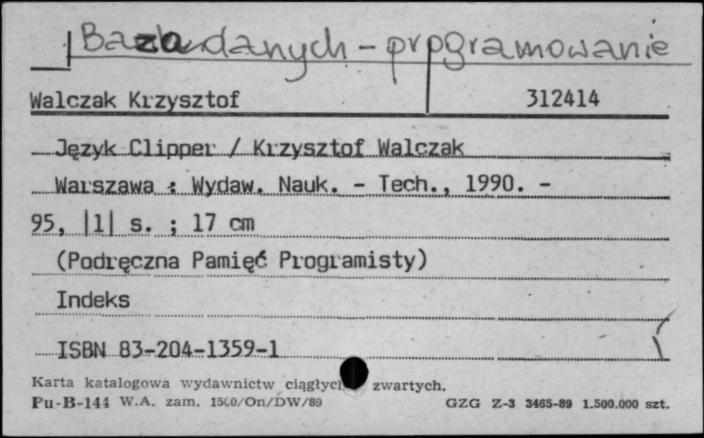 Baza danych - programowanie
Walczak Krzysztof 312414
Język Clipper / Krzysztof Walczak
Warszawa : Wydaw. Nauk. - Tech., 1990. -
95, |1| s. ; 17 cm
(Podręczna Pamięć Programisty)
Indeks
ISBN 83-204-1359-1
Karta katalogowa wydawnictw ciągłych zwartych.
Pu-B-144 W.A. zam. 1500/On/DW/89 GZG Z-3 3465-89 1.500.000 szt.